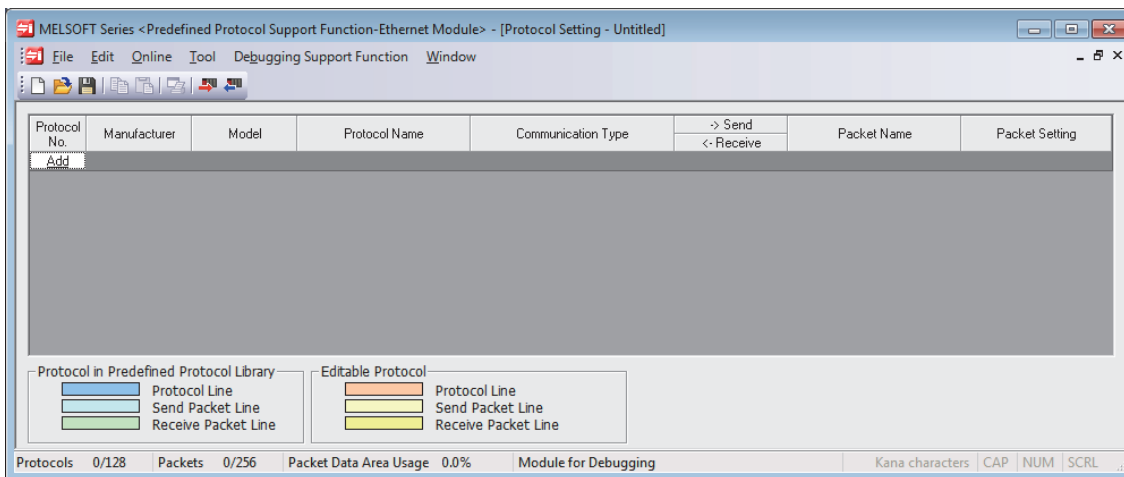 MELSOFT Series <Predefined Protocol Support Function-Ethernet Module> - [Protocol Setting - Untitled]
File Edit Online Tool Debugging Support Function Window
Protocol No. Manufacturer Model Protocol Name Communication Type -> Send <- Receive Packet Name Packet Setting
Add
Protocol in Predefined Protocol Library
Protocol Line
Send Packet Line
Receive Packet Line
Editable Protocol
Protocol Line
Send Packet Line
Receive Packet Line
Protocols 0/128 Packets 0/256 Packet Data Area Usage 0.0% Module for Debugging Kana characters CAP NUM SCRL